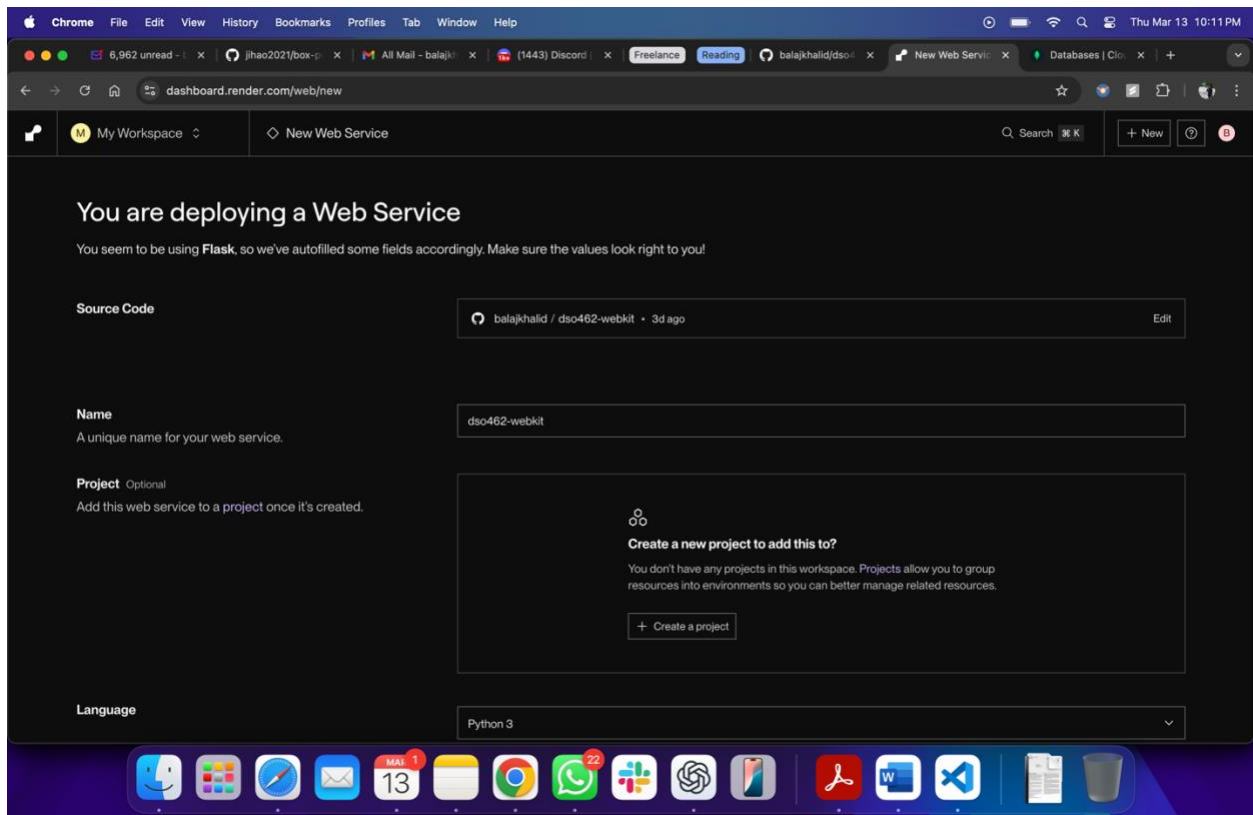 Chrome File Edit View History Bookmarks Profiles Tab Window Help Thu Mar 13 10:11 PM
6,962 unread - jihao2021/box-p All Mail - balajkh (1443) Discord Freelance Reading balajkhalid/dso4 New Web Servic Databases | Clo
dashboard.render.com/web/new
M My Workspace New Web Service Search ⌘ K + New ? B
You are deploying a Web Service
You seem to be using Flask, so we've autofilled some fields accordingly. Make sure the values look right to you!
Source Code
balajkhalid / dso462-webkit • 3d ago Edit
Name
A unique name for your web service.
dso462-webkit
Project Optional
Add this web service to a project once it's created.
Create a new project to add this to?
You don't have any projects in this workspace. Projects allow you to group
resources into environments so you can better manage related resources.
+ Create a project
Language
Python 3
MAR 1
13
22
W